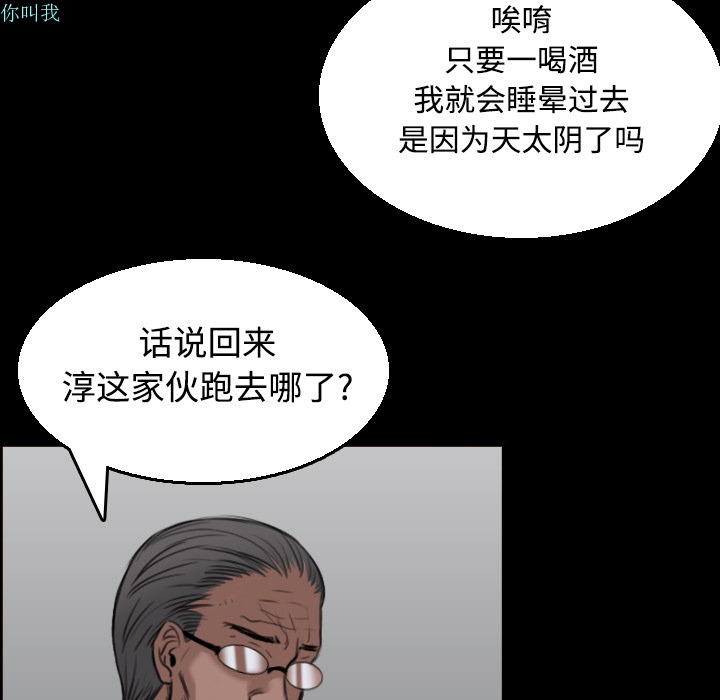 你叫我
唉唷
只要一喝酒
我就会睡晕过去
是因为天太阴了吗
话说回来
淳这家伙跑去哪了?